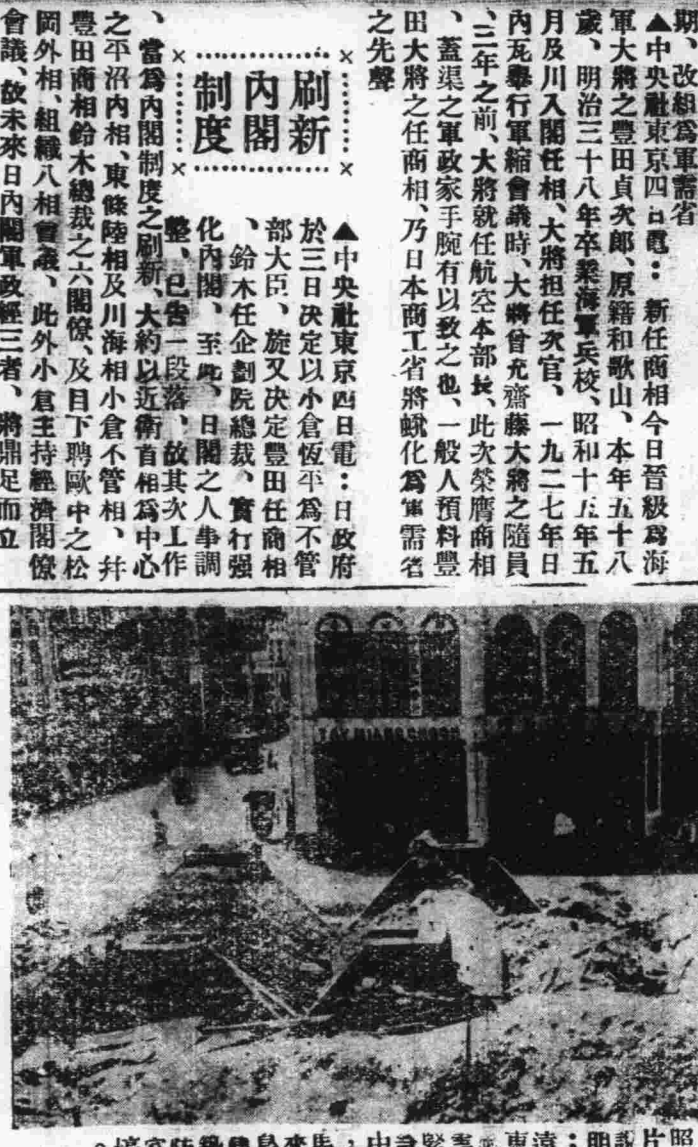 期、改組爲軍需省
▲中央社東京四日電：新任商相今日晉級爲海
軍大將之豐田貞次郎、原籍和歌山、本年五十八
歲、明治三十八年卒業海軍兵校、昭和十五年五
月及川入閣任相、大將担任次官、一九二七年日
內瓦舉行軍縮會議時、大將曾充齋藤大將之隨員
、三年之前、大將就任航空本部長、此次榮膺商相
、蓋渠之軍政家手腕有以致之也、一般人預料豐
田大將之任商相、乃日本商工省將蛻化爲軍需省
之先聲
刷新
內閣
制度
▲中央社東京四日電：日政府
於三日決定以小倉恆平爲不管
部大臣、旋又決定豐田任商相
、鈴木任企劃院總裁、實行强
化內閣、至此、日閣之人事調
整、已吿一段落、故其次工作
、當爲內閣制度之刷新、大約以近衛首相爲中心
之平沼內相、東條陸相及川海相小倉不管相、幷
豐田商相鈴木總裁之六閣僚、及目下聘歐中之松
岡外相、組織八相會議、此外小倉主持經濟閣僚
會議、故未來日內閣軍政經三者、將鼎足而立